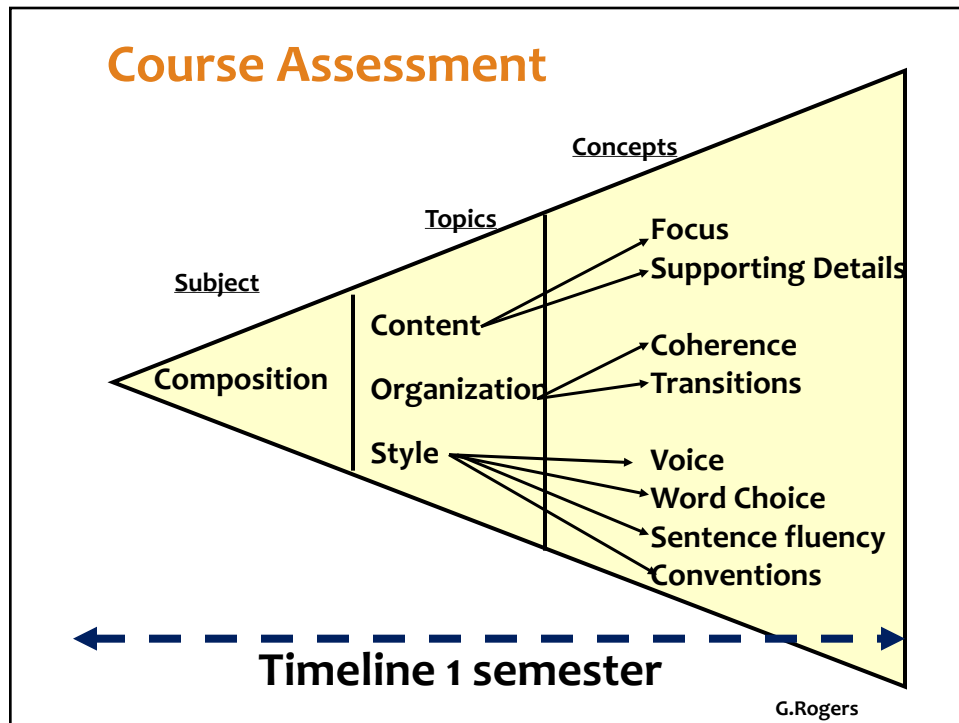 Course Assessment
Concepts
Topics
Subject
Composition
Content
Organization
Style
Focus
Supporting Details
Coherence
Transitions
Voice
Word Choice
Sentence fluency
Conventions
Timeline 1 semester
G.Rogers